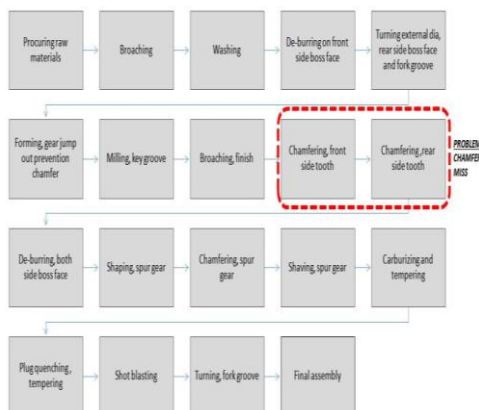 Procuring raw
materials
Broaching
Washing
De-burring on front
side boss face
Turning external dia,
rear side boss face
and fork groove
Forming, gear jump
out prevention
chamfer
Milling, key groove
Broaching, finish
Chamfering, front
side tooth
Chamfering, rear
side tooth
PROBLEM
CHAMFER
MISS
De-burring, both
side boss face
Shaping, spur gear
Chamfering, spur
gear
Shaving, spur gear
Carburizing and
tempering
Plug quenching,
tempering
Shot blasting
Turning, fork groove
Final assembly